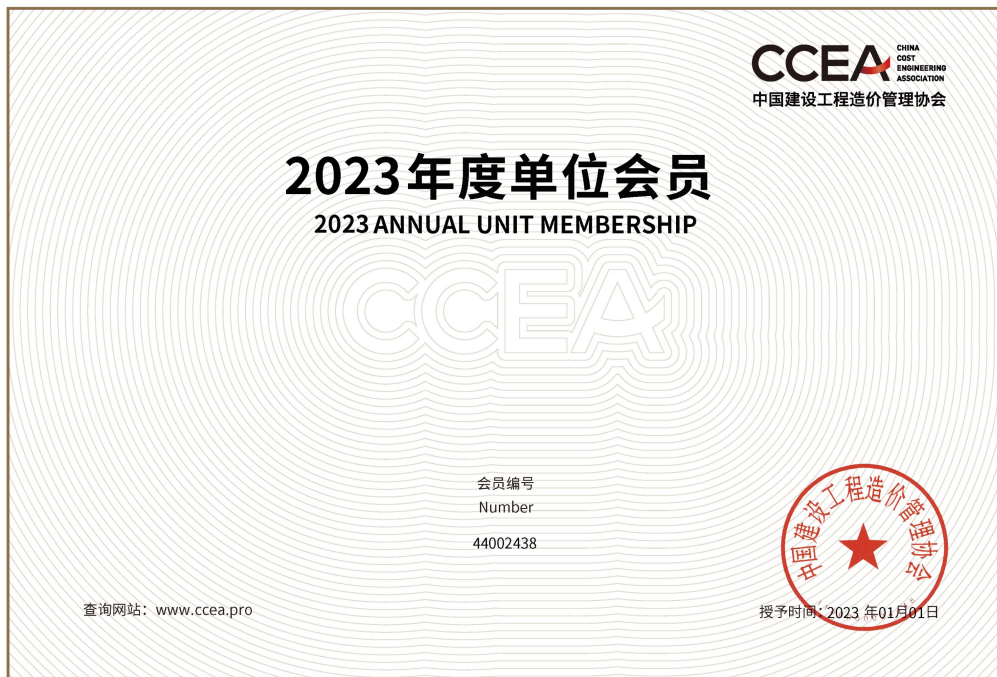 CCEA
CHINA
COST
ENGINEERING
ASSOCIATION
中国建设工程造价管理协会
2023年度单位会员
2023 ANNUAL UNIT MEMBERSHIP
CCEA
会员编号
Number
44002438
中国建设工程造价管理协会
查询网站：www.ccea.pro
授予时间：2023 年01月01日